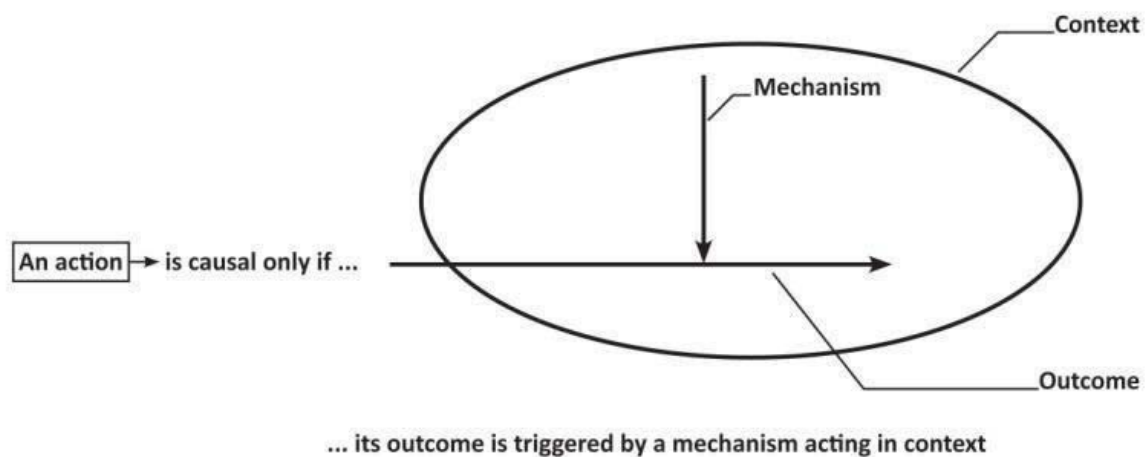 Context
Mechanism
An action is causal only if ...
Outcome
... its outcome is triggered by a mechanism acting in context